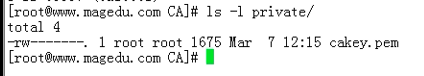 [root@www.magedu.com CA]# ls -l private/
total 4
-rw-------. 1 root root 1675 Mar  7 12:15 cakey.pem
[root@www.magedu.com CA]#